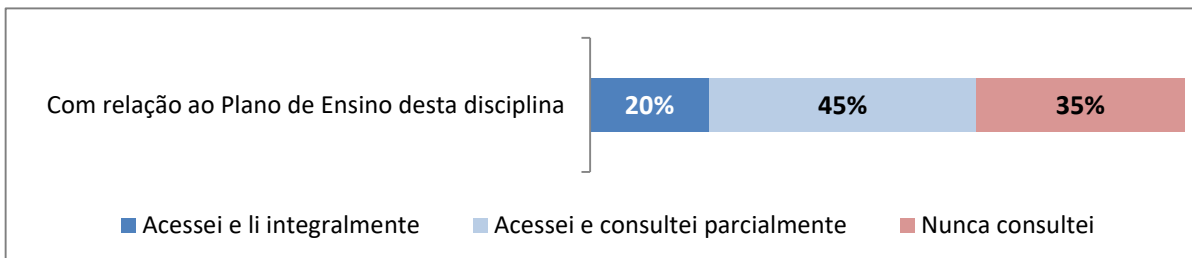 Com relação ao Plano de Ensino desta disciplina 20% 45% 35%
Acessei e li integralmente Acessei e consultei parcialmente Nunca consultei